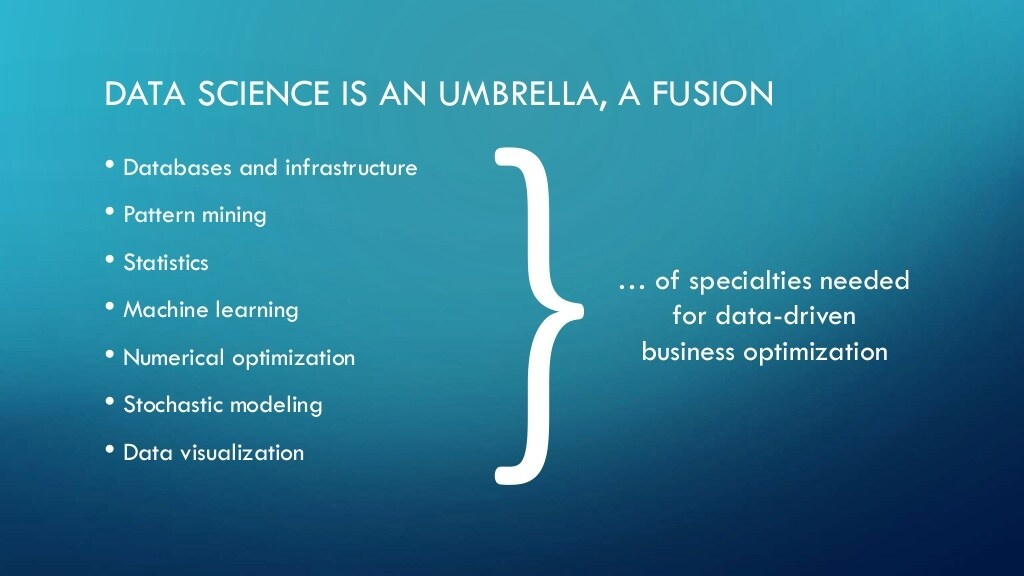 DATA SCIENCE IS AN UMBRELLA, A FUSION
• Databases and infrastructure
• Pattern mining
• Statistics
• Machine learning
• Numerical optimization
• Stochastic modeling
• Data visualization
}
… of specialties needed
for data-driven
business optimization